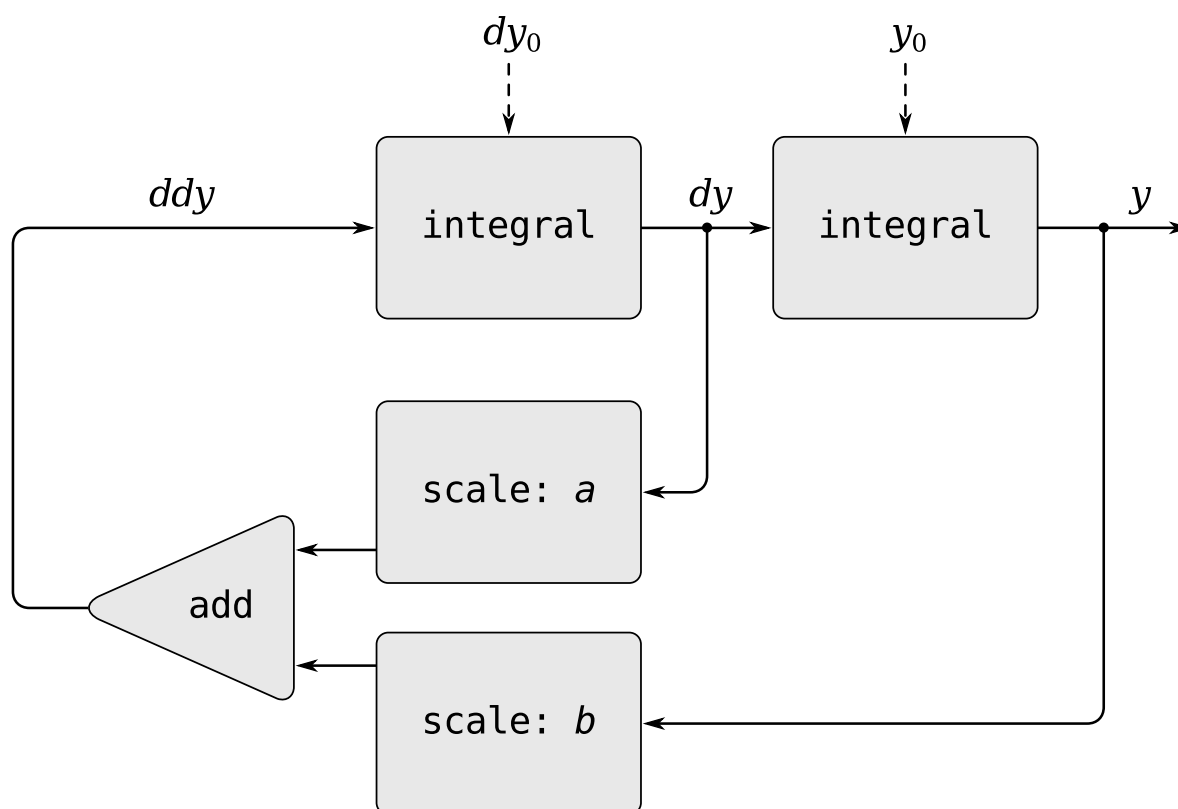 dy₀
y₀
ddy
dy
y
integral
integral
scale: a
add
scale: b